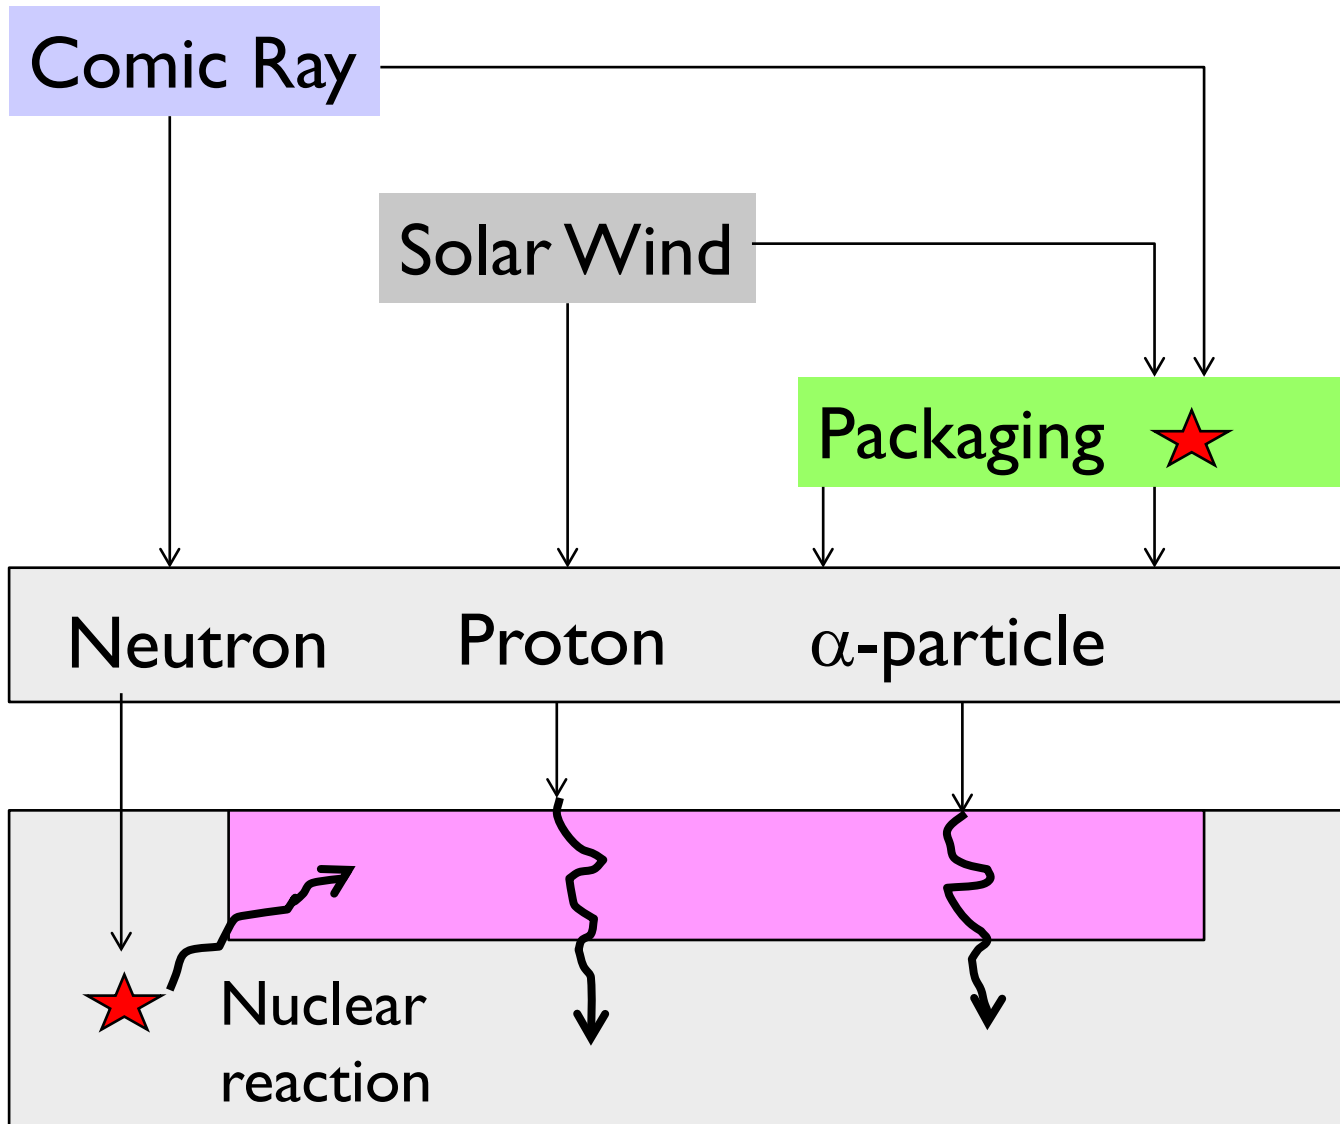 Comic Ray
Solar Wind
Packaging
Neutron Proton α-particle
Nuclear
reaction